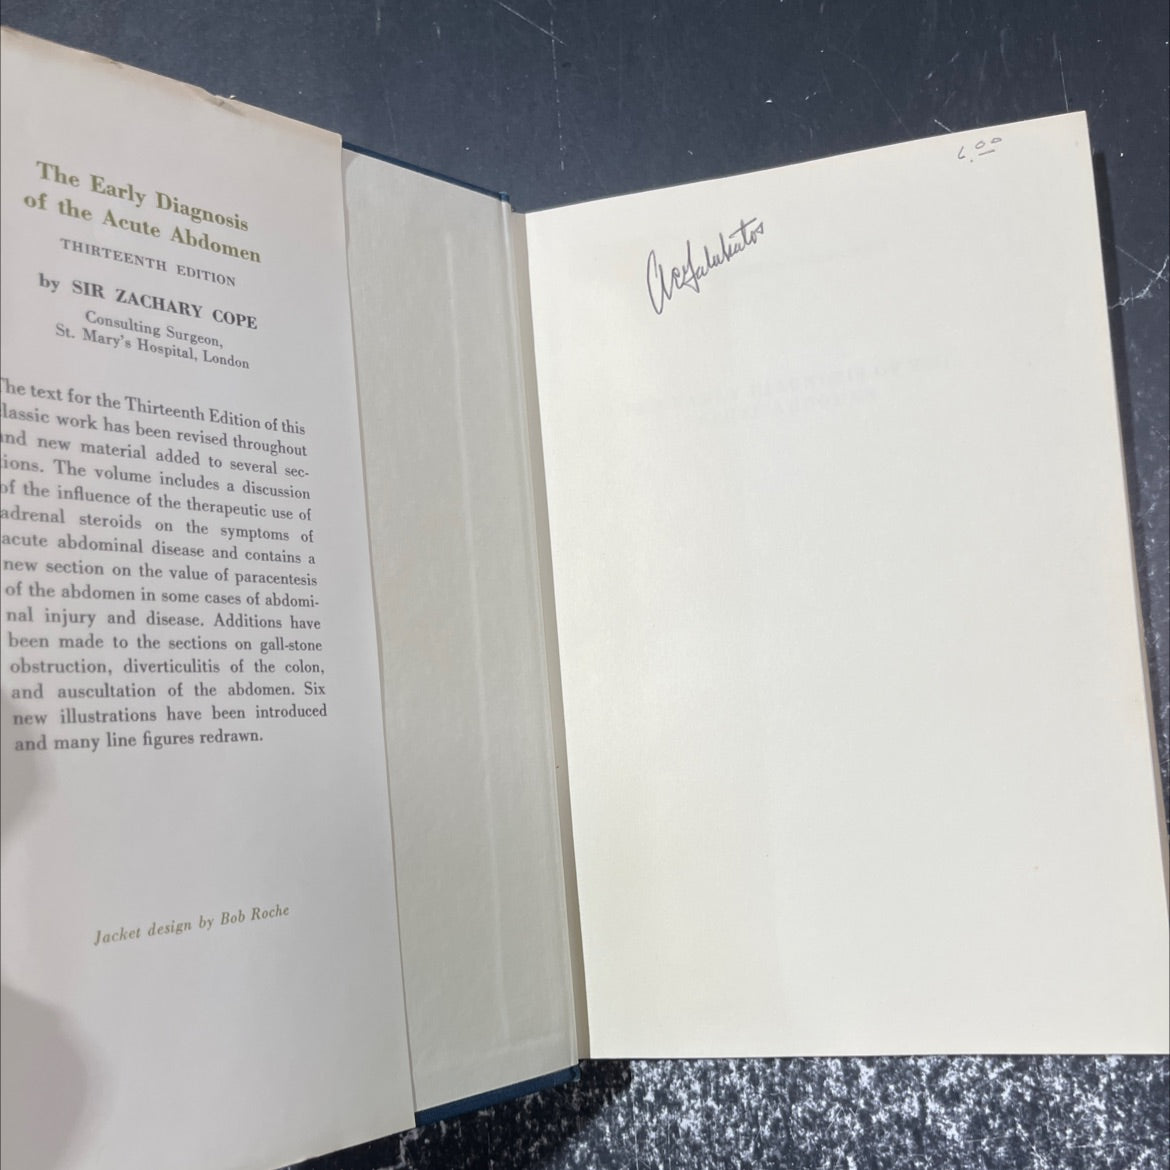 The Early Diagnosis
of the Acute Abdomen
THIRTEENTH EDITION
by SIR ZACHARY COPE
Consulting Surgeon,
St. Mary's Hospital, London
The text for the Thirteenth Edition of this
classic work has been revised throughout
and new material added to several sec-
tions. The volume includes a discussion
of the influence of the therapeutic use of
adrenal steroids on the symptoms of
acute abdominal disease and contains a
new section on the value of paracentesis
of the abdomen in some cases of abdomi-
nal injury and disease. Additions have
been made to the sections on gall-stone
obstruction, diverticulitis of the colon,
and auscultation of the abdomen. Six
new illustrations have been introduced
and many line figures redrawn.
Jacket design by Bob Roche